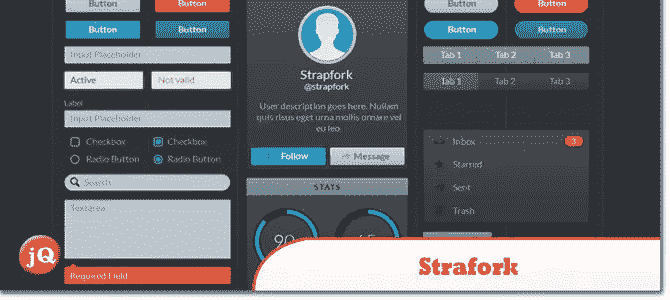 Button
Button
Button
Button
Input Placeholder
Active
Not valid
Label
Input Placeholder
Checkbox
Checkbox
Radio Button
Radio Button
Search
Textarea
Required Field
Strapfork
@strapfork
User description goes here. Nullam
quis risus eget urna mollis ornare vel
eu leo.
Follow
Message
STATS
90
Button
Button
Button
Button
Tab 1
Tab 2
Tab 3
Tab 1
Tab 2
Tab 3
Inbox
3
Starred
Sent
Trash
jQ
Strafork